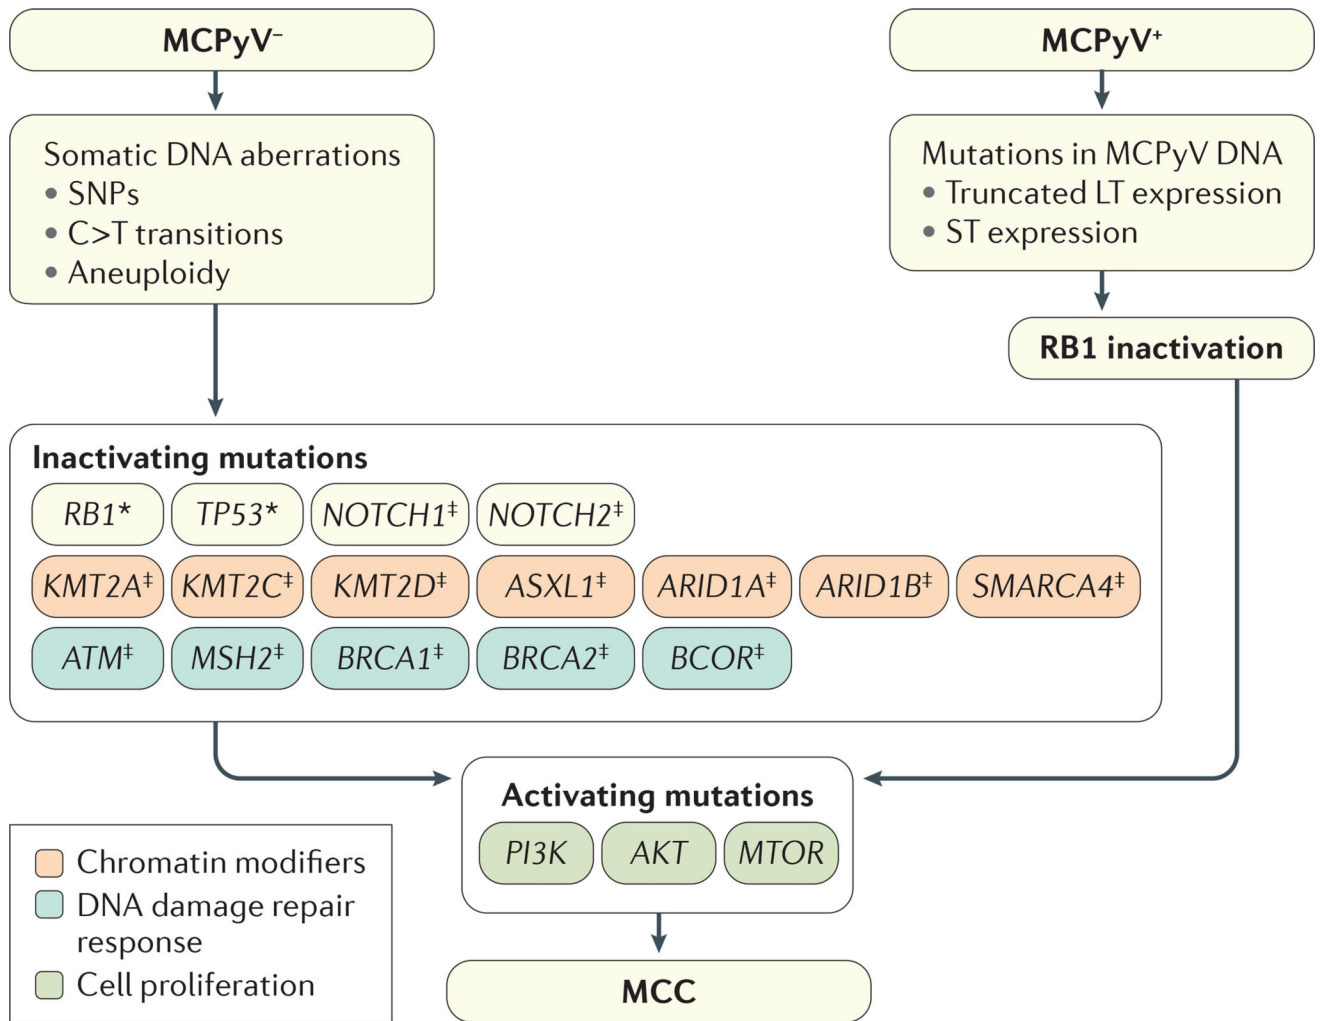 MCPyV⁻
MCPyV⁺
Somatic DNA aberrations
• SNPs
• C>T transitions
• Aneuploidy
Mutations in MCPyV DNA
• Truncated LT expression
• ST expression
RB1 inactivation
Inactivating mutations
RB1* TP53* NOTCH1‡ NOTCH2‡
KMT2A‡ KMT2C‡ KMT2D‡ ASXL1‡ ARID1A‡ ARID1B‡ SMARCA4‡
ATM‡ MSH2‡ BRCA1‡ BRCA2‡ BCOR‡
Activating mutations
PI3K AKT MTOR
Chromatin modifiers
DNA damage repair
response
Cell proliferation
MCC